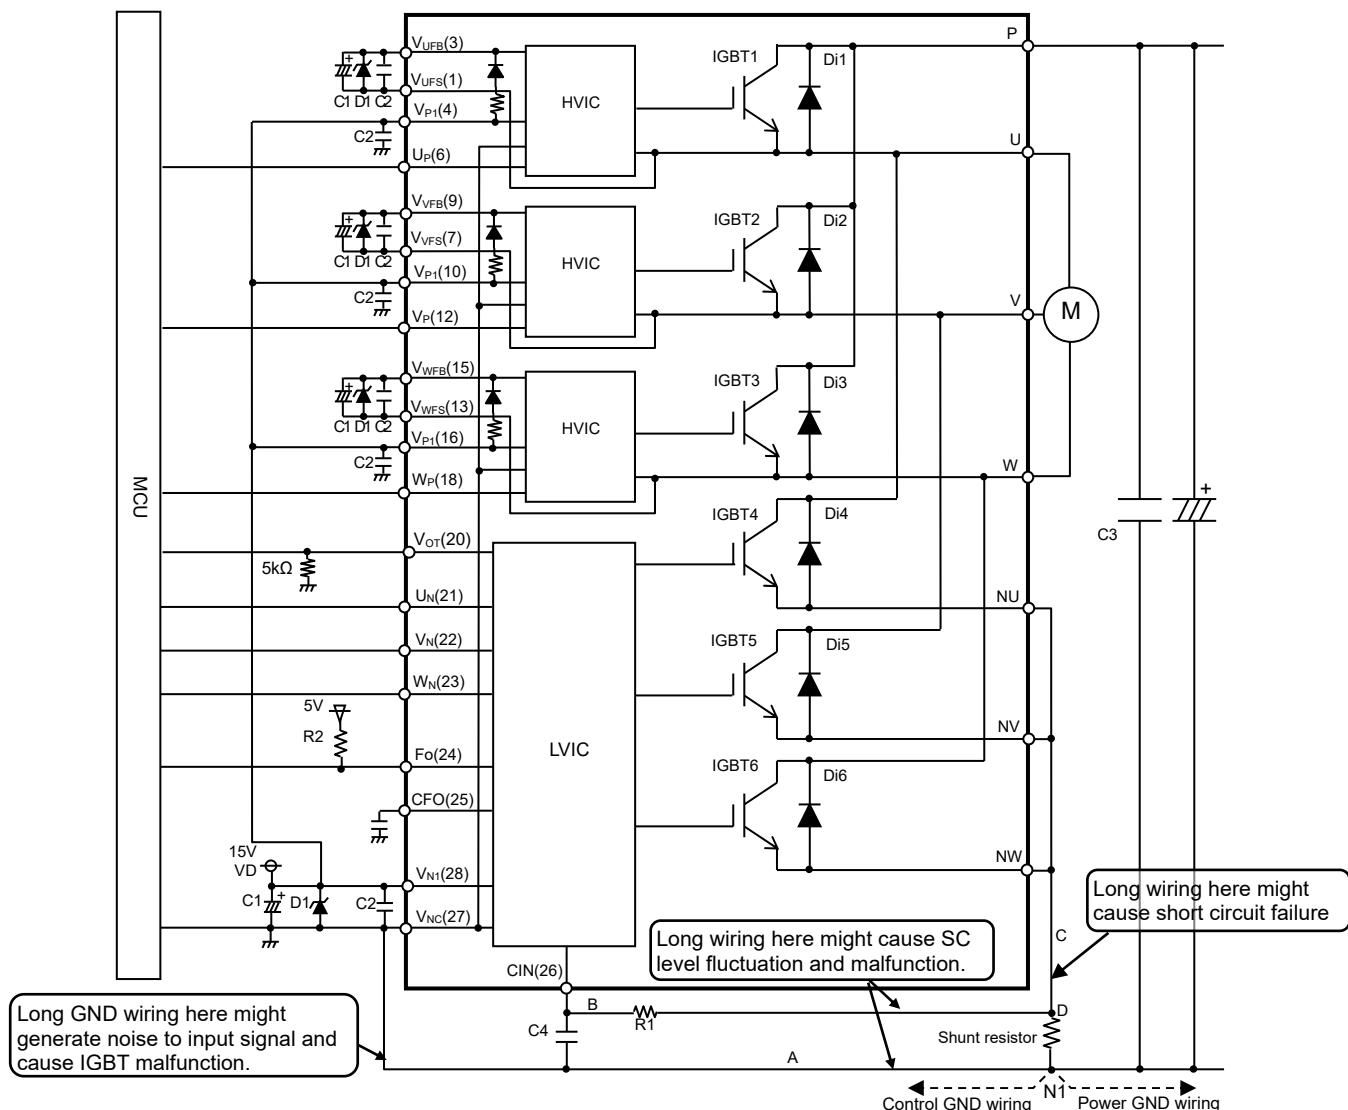 MCU
VUFB(3)
VUFS(1)
VP1(4)
UP(6)
+
C1 D1 C2
C2
HVIC
IGBT1
Di1
P
U
VVFB(9)
VVFS(7)
VP1(10)
VP(12)
+
C1 D1 C2
C2
HVIC
IGBT2
Di2
V
M
VWFB(15)
VWFS(13)
VP1(16)
WP(18)
+
C1 D1 C2
C2
HVIC
IGBT3
Di3
W
VOT(20)
5kΩ
UN(21)
VN(22)
WN(23)
5V
R2
Fo(24)
CFO(25)
15V
VD
VN1(28)
C1
+
D1
C2
VNC(27)
LVIC
IGBT4
Di4
NU
IGBT5
Di5
NV
IGBT6
Di6
NW
C3
+
CIN(26)
Long wiring here might cause SC
level fluctuation and malfunction.
Long wiring here might
cause short circuit failure
C
B
R1
D
C4
Shunt resistor
Long GND wiring here might
generate noise to input signal and
cause IGBT malfunction.
A
N1
Control GND wiring
Power GND wiring